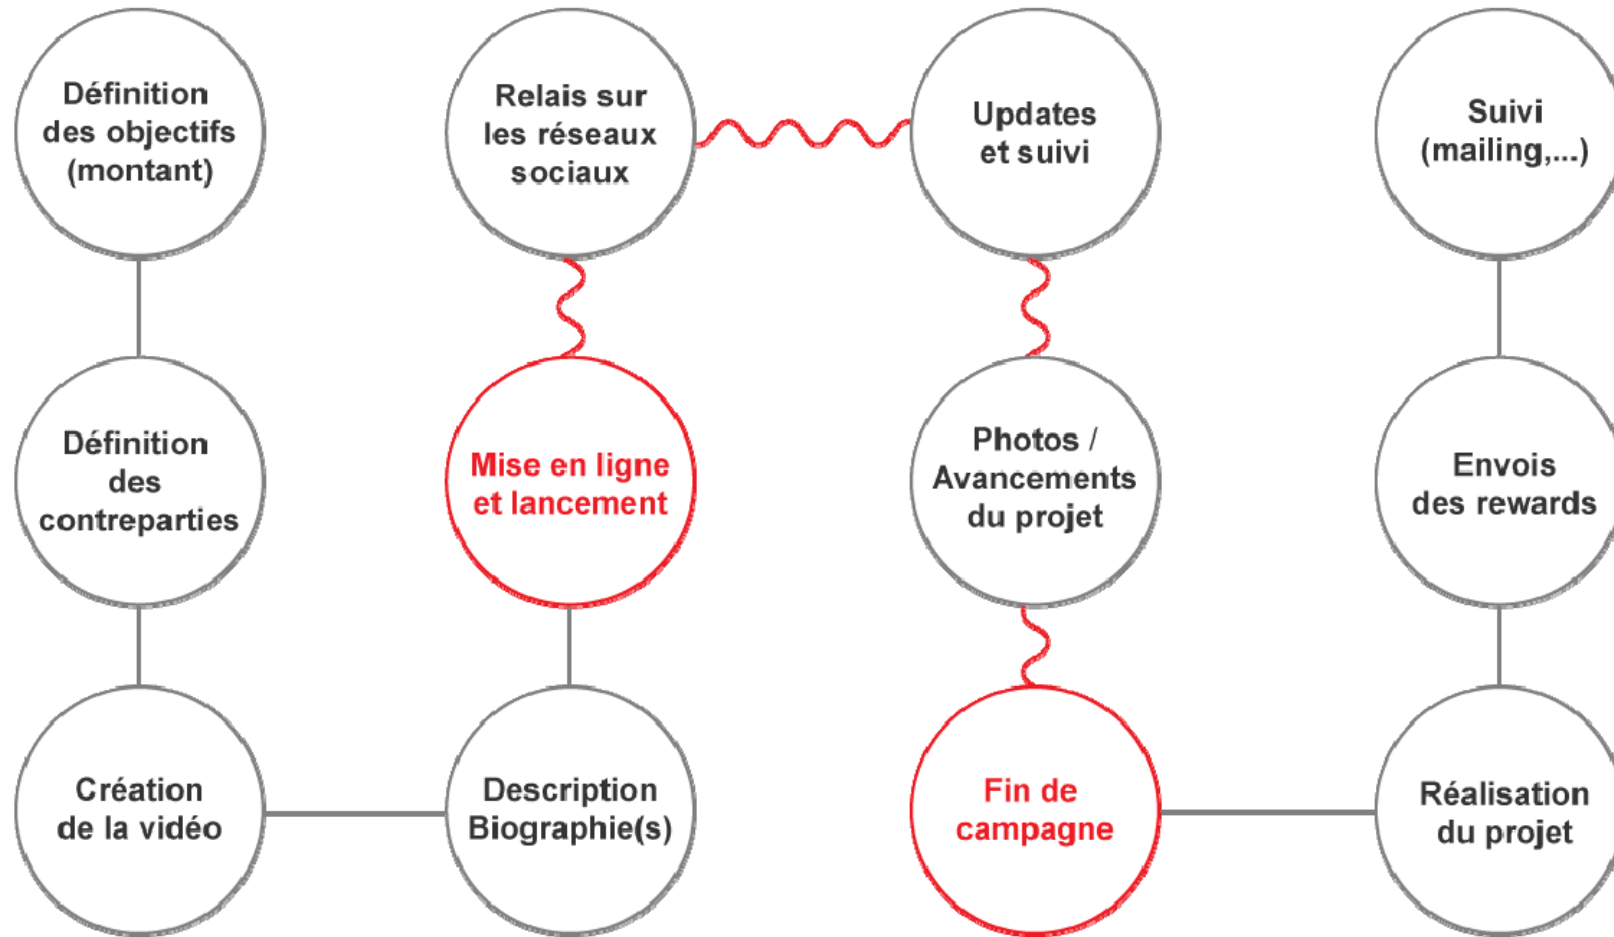 Définition
des objectifs
(montant)
Relais sur
les réseaux
sociaux
Updates
et suivi
Suivi
(mailing,...)
Définition
des
contreparties
Mise en ligne
et lancement
Photos /
Avancements
du projet
Envois
des rewards
Création
de la vidéo
Description
Biographie(s)
Fin de
campagne
Réalisation
du projet